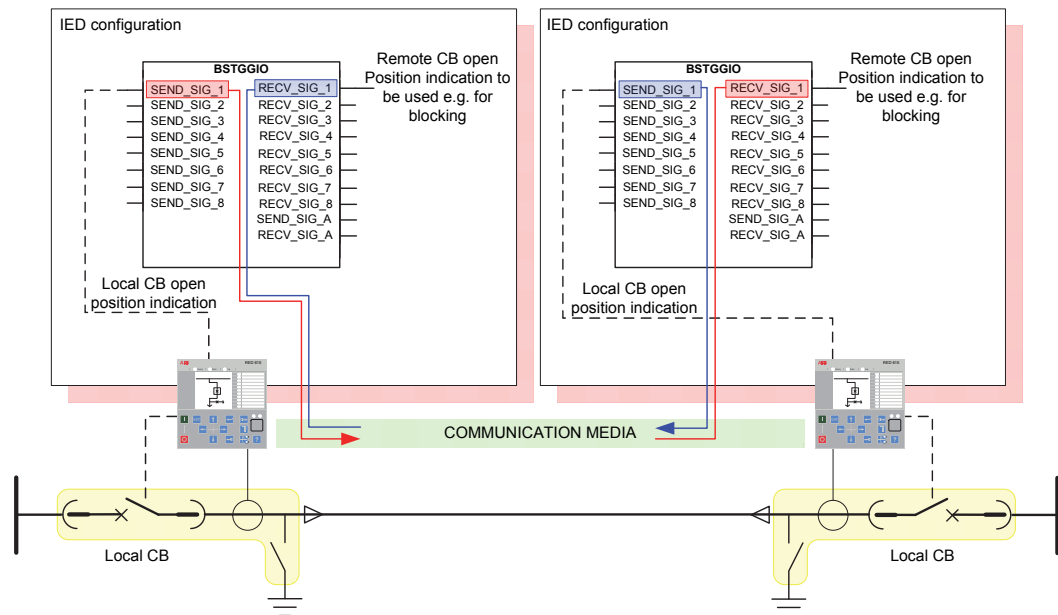 IED configuration
BSTGGIO
SEND_SIG_1
SEND_SIG_2
SEND_SIG_3
SEND_SIG_4
SEND_SIG_5
SEND_SIG_6
SEND_SIG_7
SEND_SIG_8
RECV_SIG_1
RECV_SIG_2
RECV_SIG_3
RECV_SIG_4
RECV_SIG_5
RECV_SIG_6
RECV_SIG_7
RECV_SIG_8
SEND_SIG_A
RECV_SIG_A
Remote CB open
Position indication to
be used e.g. for
blocking
Local CB open
position indication
IED configuration
BSTGGIO
SEND_SIG_1
SEND_SIG_2
SEND_SIG_3
SEND_SIG_4
SEND_SIG_5
SEND_SIG_6
SEND_SIG_7
SEND_SIG_8
RECV_SIG_1
RECV_SIG_2
RECV_SIG_3
RECV_SIG_4
RECV_SIG_5
RECV_SIG_6
RECV_SIG_7
RECV_SIG_8
SEND_SIG_A
RECV_SIG_A
Remote CB open
Position indication to
be used e.g. for
blocking
Local CB open
position indication
ABB
ABB
COMMUNICATION MEDIA
Local CB
Local CB